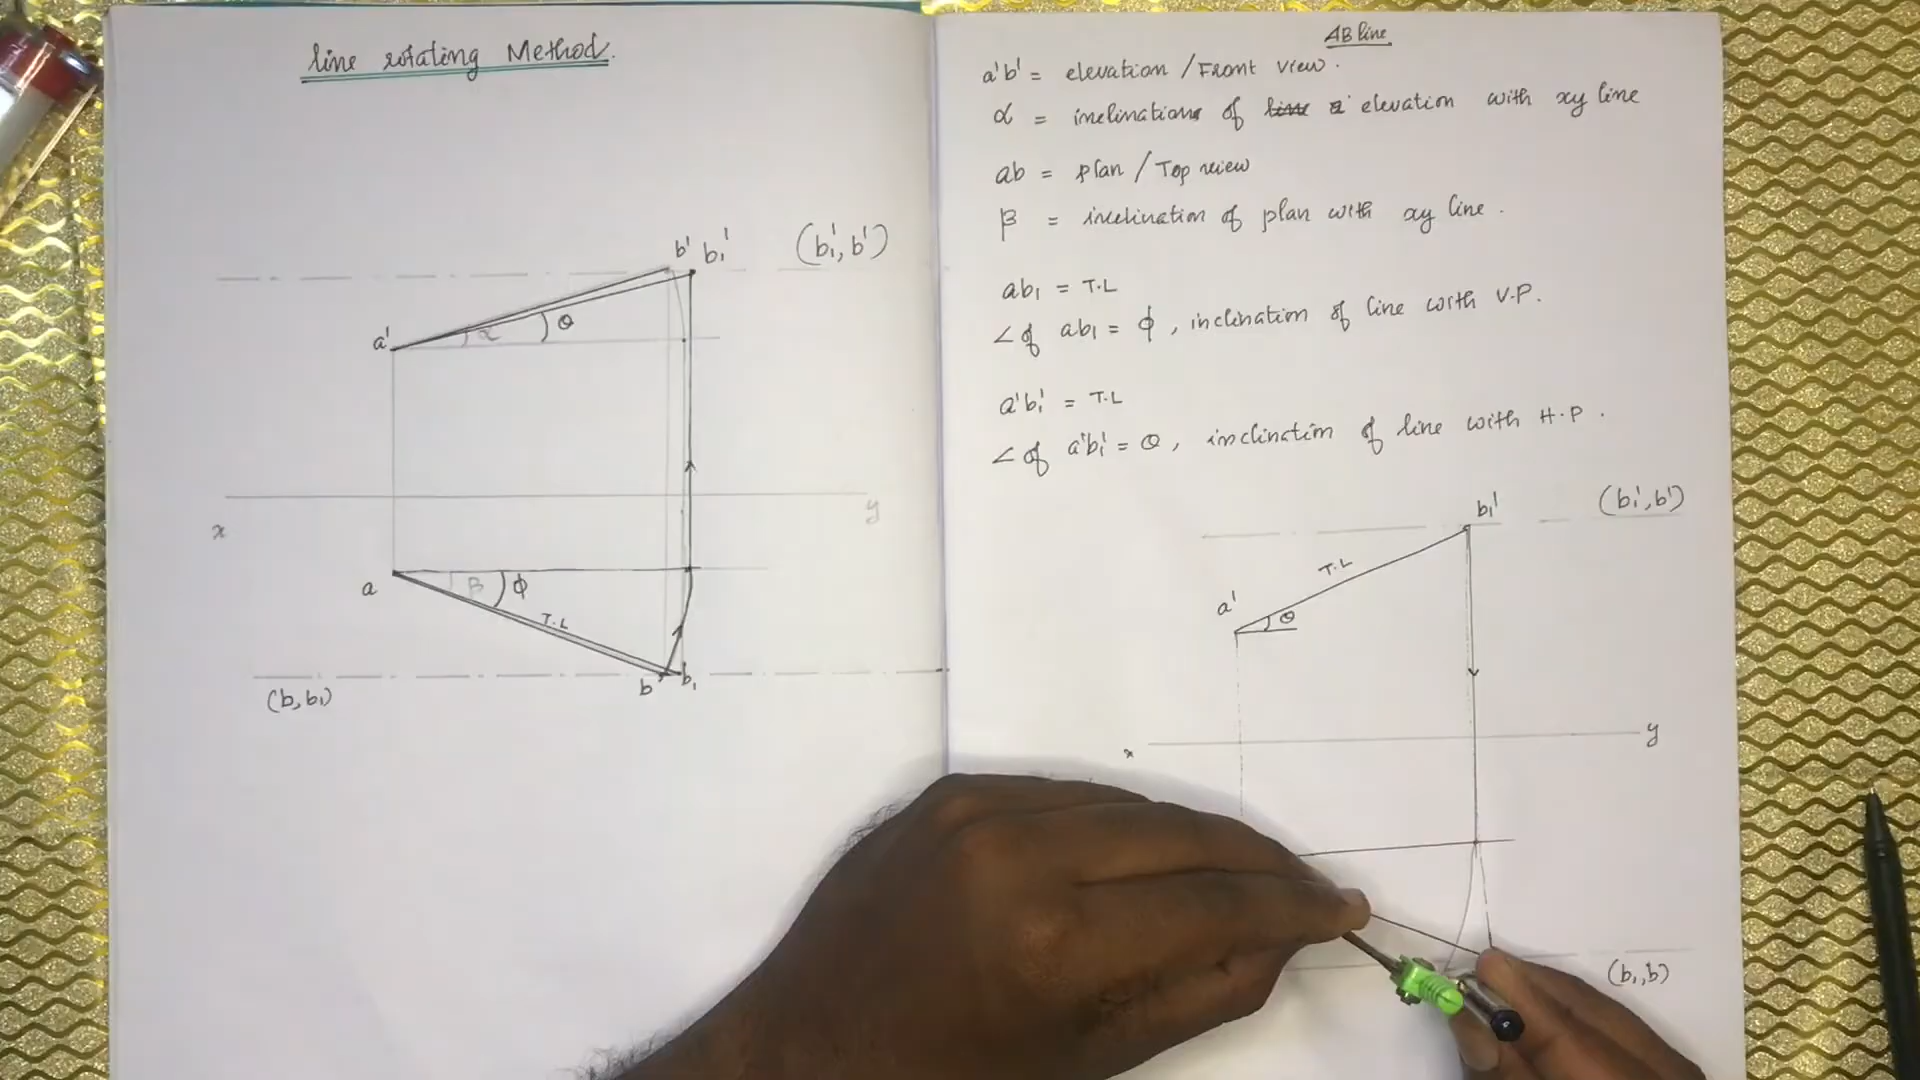 line rotating Method.
b' b₁' (b₁', b')
a' α θ
x y
a β ϕ
T.L
b b₁
(b, b₁)
AB line
a'b' = elevation / Front view.
α = inclinations of line a' elevation with xy line
ab = plan / Top view
β = inclination of plan with xy line.
ab₁ = T.L
∠ of ab₁ = ϕ, inclination of line with V.P.
a'b₁' = T.L
∠ of a'b₁' = θ, inclination of line with H.P.
b₁' (b₁', b')
T.L
a' θ
x y
(b₁, b)